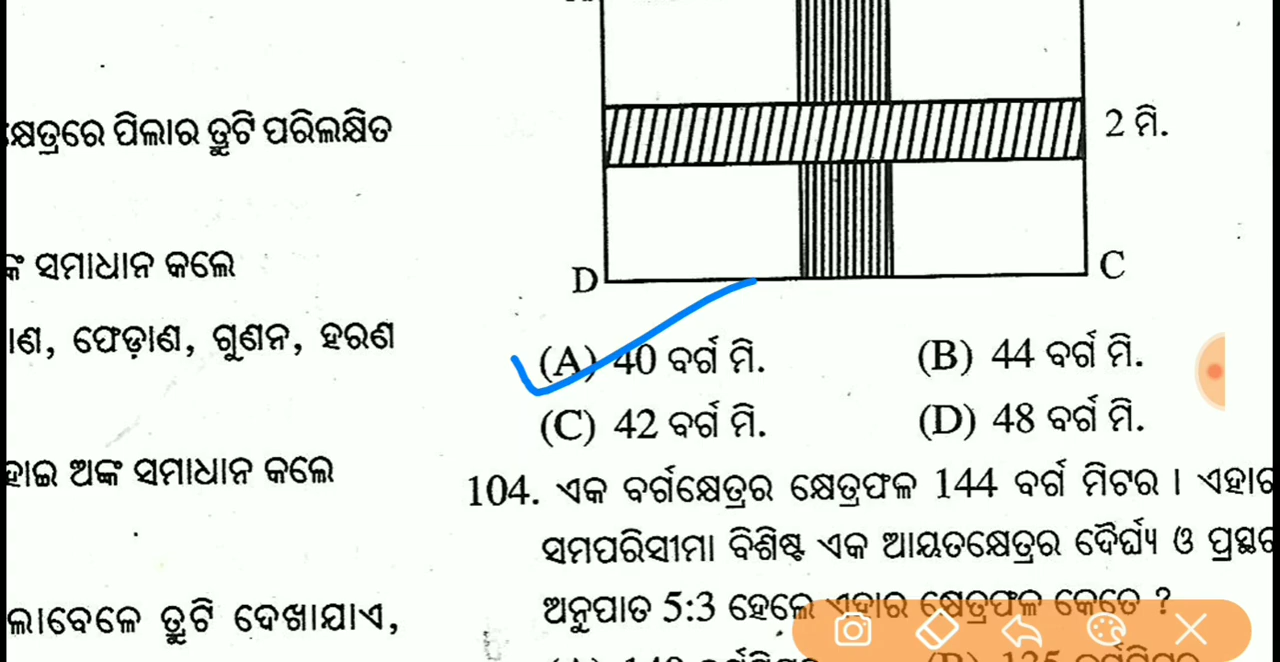 କ୍ଷେତ୍ରରେ ପିଲାର ତ୍ରୁଟି ପରିଲକ୍ଷିତ
ସମାଧାନ କଲେ
ଫେଡ଼ାଣ, ଗୁଣନ, ହରଣ
ଅଙ୍କ ସମାଧାନ କଲେ
ତ୍ରୁଟି ଦେଖାଯାଏ,
2 ମି.
D
C
(A) 40 ବର୍ଗ ମି.
(B) 44 ବର୍ଗ ମି.
(C) 42 ବର୍ଗ ମି.
(D) 48 ବର୍ଗ ମି.
104. ଏକ ବର୍ଗକ୍ଷେତ୍ରର କ୍ଷେତ୍ରଫଳ 144 ବର୍ଗ ମିଟର । ଏହାର
ସମପରିସୀମା ବିଶିଷ୍ଟ ଏକ ଆୟତକ୍ଷେତ୍ରର ଦୈର୍ଘ୍ୟ ଓ ପ୍ରସ୍ଥର
ଅନୁପାତ 5:3 ହେଲେ ଏହାର କ୍ଷେତ୍ରଫଳ କେତେ ?